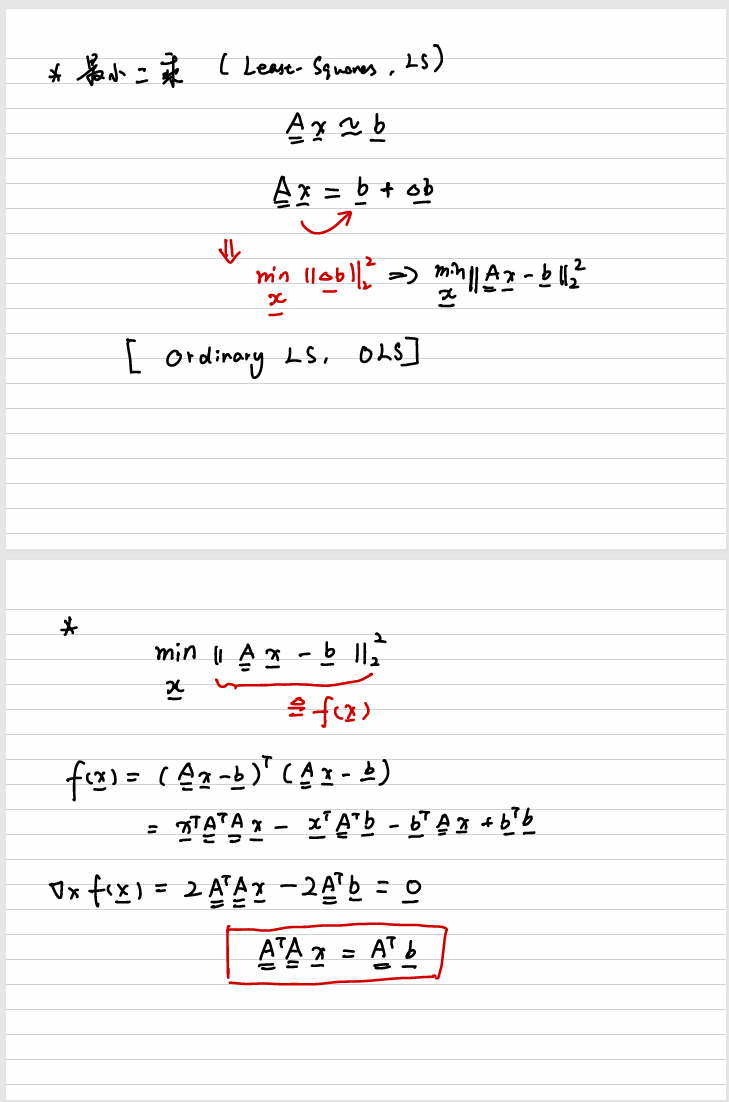 * 最小二乘 (Least-Squares, LS)
A x ≈ b
A x = b + Δb
⇓
min ||Δb||₂² => min ||A x - b||₂²
x x
[ Ordinary LS, OLS]
*
min || A x - b ||₂²
x
≜ f(x)
f(x) = (A x - b)ᵀ (A x - b)
= xᵀAᵀA x - xᵀAᵀb - bᵀA x + bᵀb
∇x f(x) = 2AᵀA x - 2Aᵀb = 0
AᵀA x = Aᵀ b